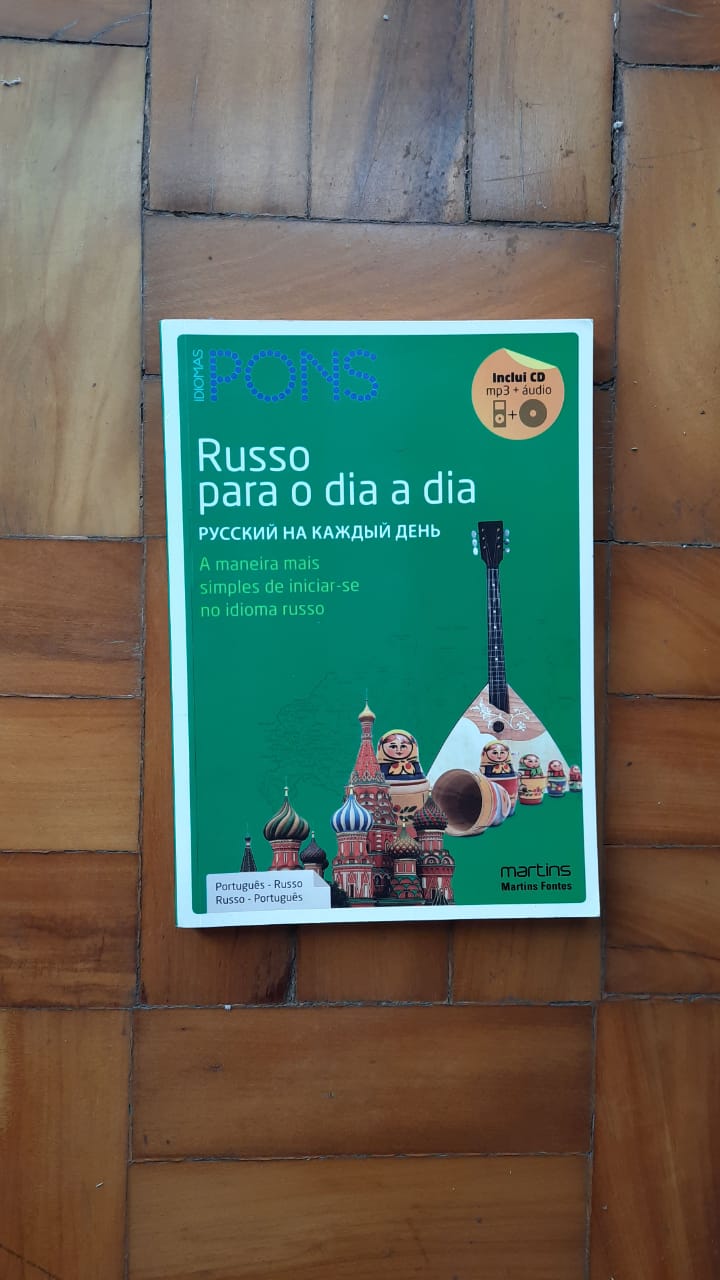 IDIOMAS
PONS
Inclui CD
mp3 + áudio
+
Russo
para o dia a dia
РУССКИЙ НА КАЖДЫЙ ДЕНЬ
A maneira mais
simples de iniciar-se
no idioma russo
martins
Martins Fontes
Português - Russo
Russo - Português